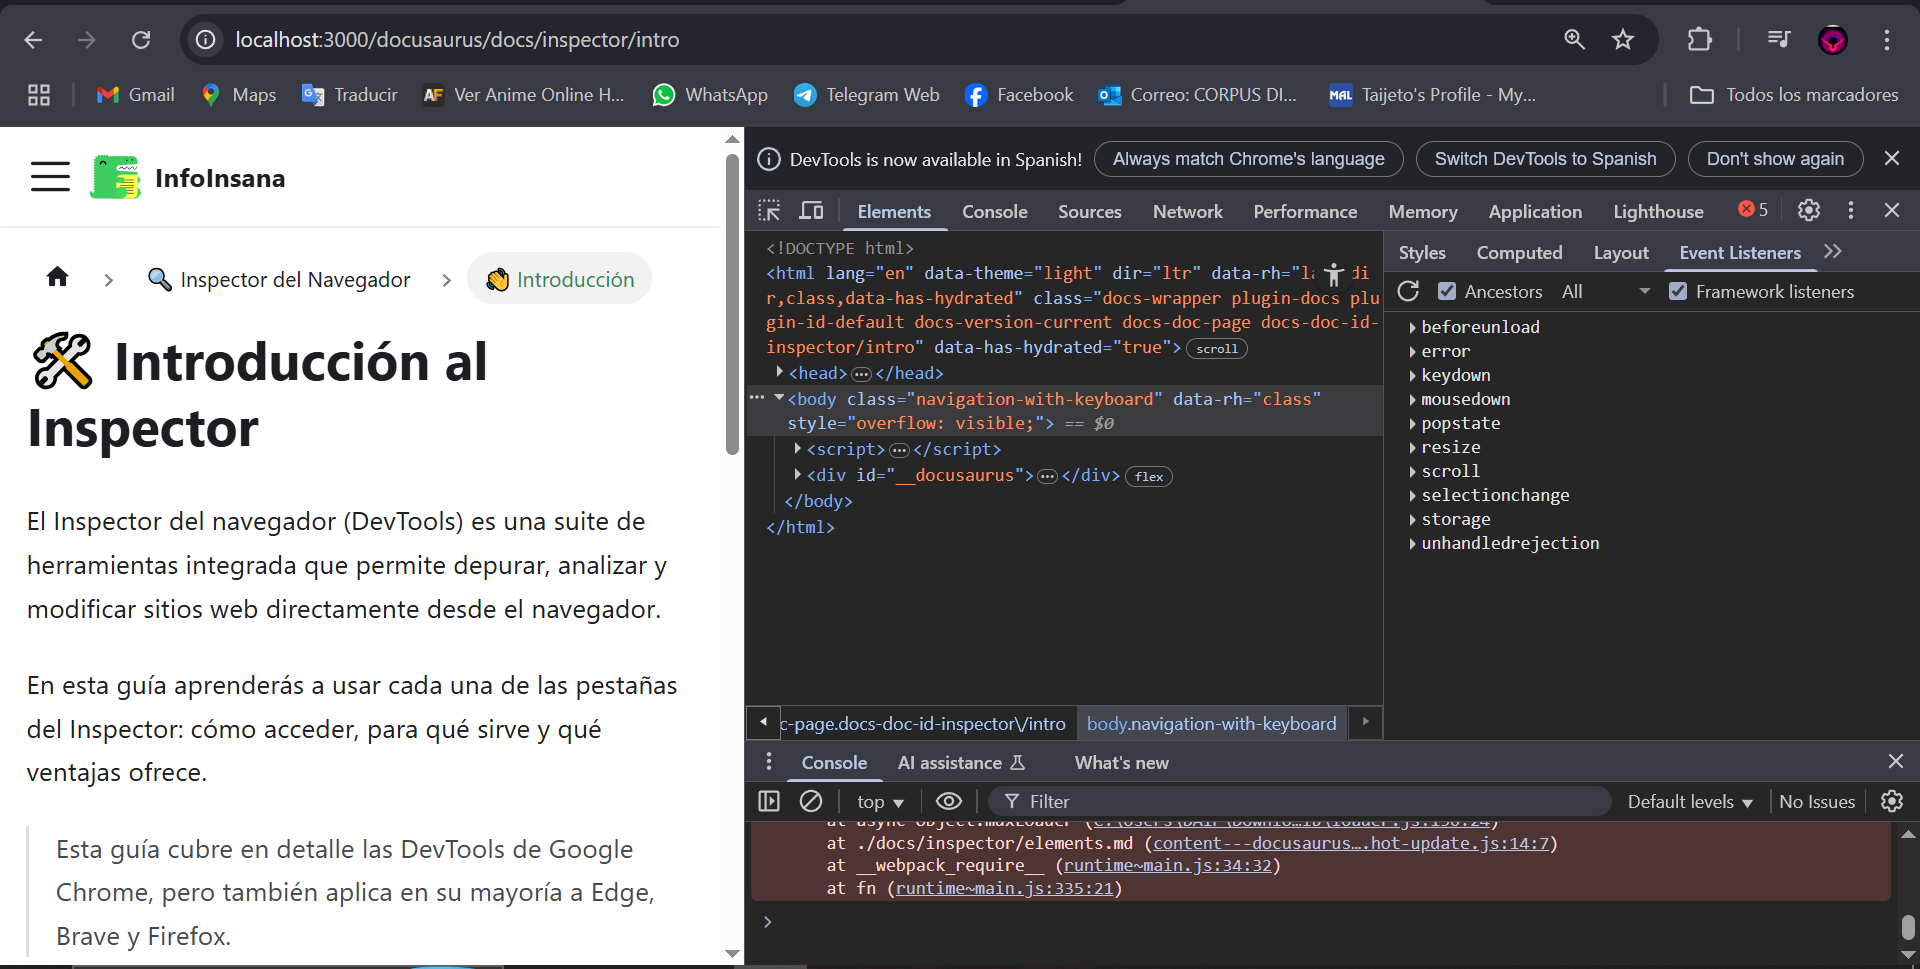 localhost:3000/docusaurus/docs/inspector/intro
Gmail
Maps
Traducir
Ver Anime Online H...
WhatsApp
Telegram Web
Facebook
Correo: CORPUS DI...
MAL Taijeto's Profile - My...
Todos los marcadores
InfoInsana
Inspector del Navegador
Introducción
Introducción al
Inspector
El Inspector del navegador (DevTools) es una suite de
herramientas integrada que permite depurar, analizar y
modificar sitios web directamente desde el navegador.
En esta guía aprenderás a usar cada una de las pestañas
del Inspector: cómo acceder, para qué sirve y qué
ventajas ofrece.
Esta guía cubre en detalle las DevTools de Google
Chrome, pero también aplica en su mayoría a Edge,
Brave y Firefox.
DevTools is now available in Spanish!
Always match Chrome's language
Switch DevTools to Spanish
Don't show again
Elements
Console
Sources
Network
Performance
Memory
Application
Lighthouse
5
<!DOCTYPE html>
<html lang="en" data-theme="light" dir="ltr" data-rh="la di
r,class,data-has-hydrated" class="docs-wrapper plugin-docs plu
gin-id-default docs-version-current docs-doc-page docs-doc-id-
inspector/intro" data-has-hydrated="true"> scroll
<head> ... </head>
... <body class="navigation-with-keyboard" data-rh="class"
style="overflow: visible;"> == $0
<script> ... </script>
<div id="__docusaurus"> ... </div> flex
</body>
</html>
c-page.docs-doc-id-inspector\/intro
body.navigation-with-keyboard
Styles
Computed
Layout
Event Listeners
Ancestors
All
Framework listeners
beforeunload
error
keydown
mousedown
popstate
resize
scroll
selectionchange
storage
unhandledrejection
Console
AI assistance
What's new
top
Filter
Default levels
No Issues
at ./docs/inspector/elements.md (content---docusaurus….hot-update.js:14:7)
at __webpack_require__ (runtime~main.js:34:32)
at fn (runtime~main.js:335:21)